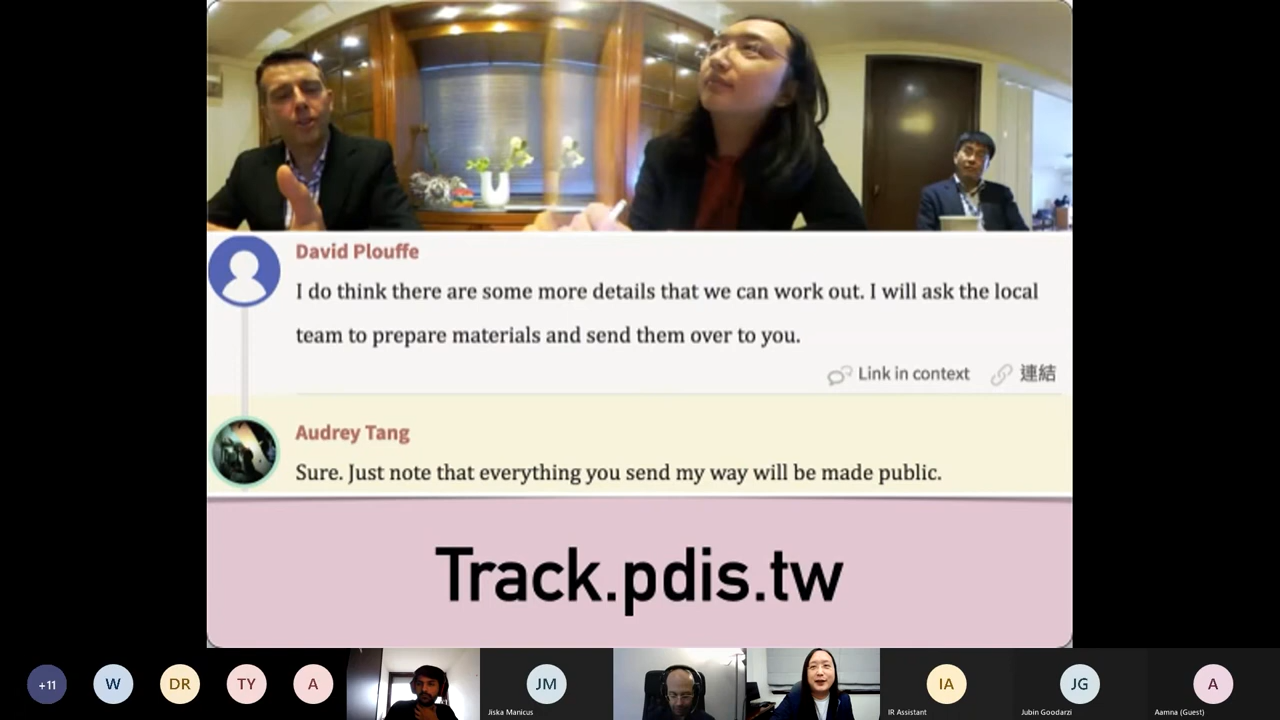 David Plouffe
I do think there are some more details that we can work out. I will ask the local
team to prepare materials and send them over to you.
Link in context 連結
Audrey Tang
Sure. Just note that everything you send my way will be made public.
Track.pdis.tw
+11 W DR TY A JM IA JG A
Jiska Manicus IR Assistant Jubin Goodarzi Aamna (Guest)